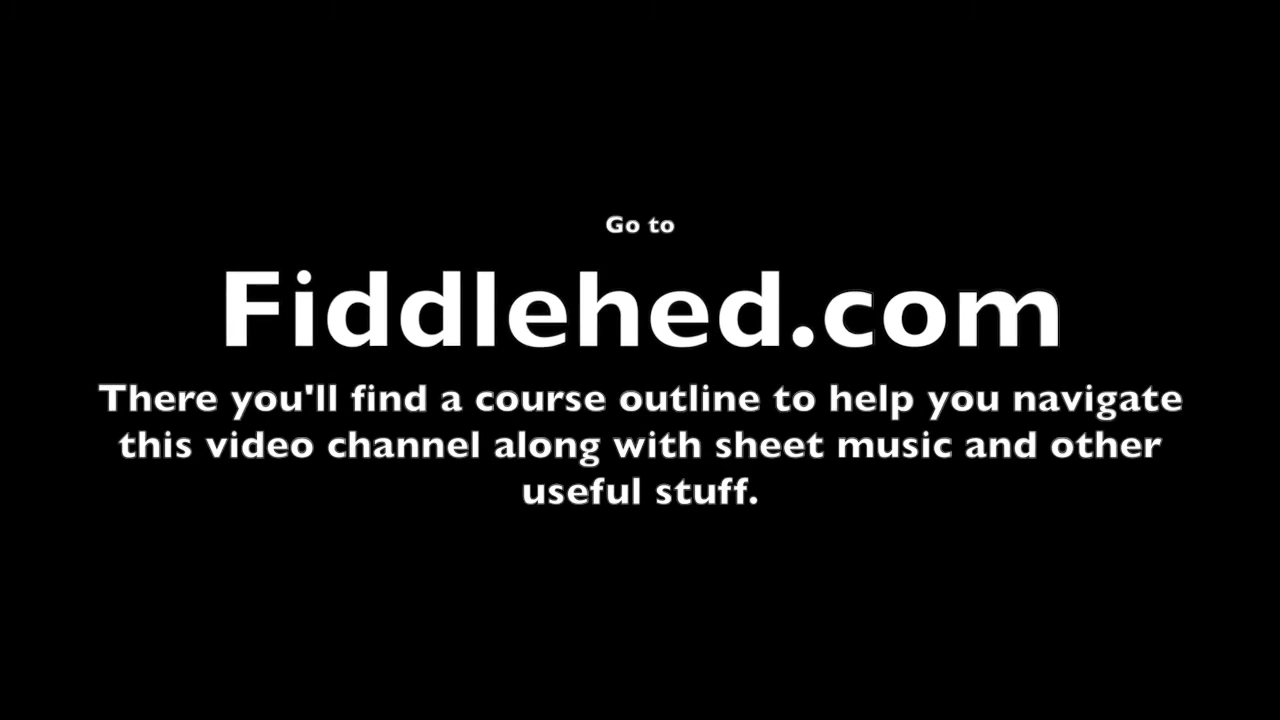 Go to
Fiddlehed.com
There you'll find a course outline to help you navigate
this video channel along with sheet music and other
useful stuff.